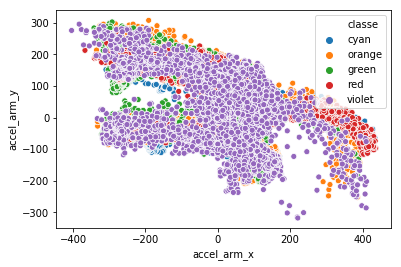 classe
cyan
orange
green
red
violet
accel_arm_y
300
200
100
0
−100
−200
−300
−400
−200
0
200
400
accel_arm_x